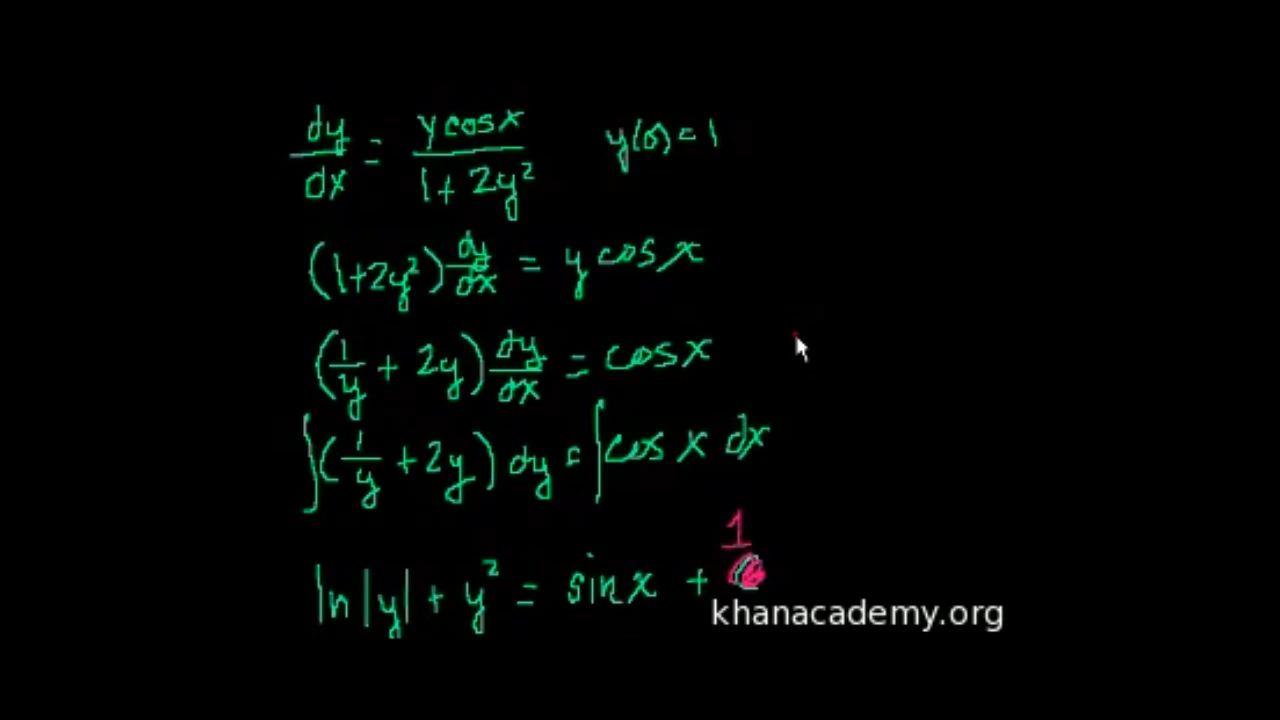 dy/dx = y cos x / 1 + 2y² y(0) = 1
(1+2y²) dy/dx = y cos x
(1/y + 2y) dy/dx = cos x
∫(1/y + 2y) dy = ∫cos x dx
1
ln|y| + y² = sin x +
khanacademy.org